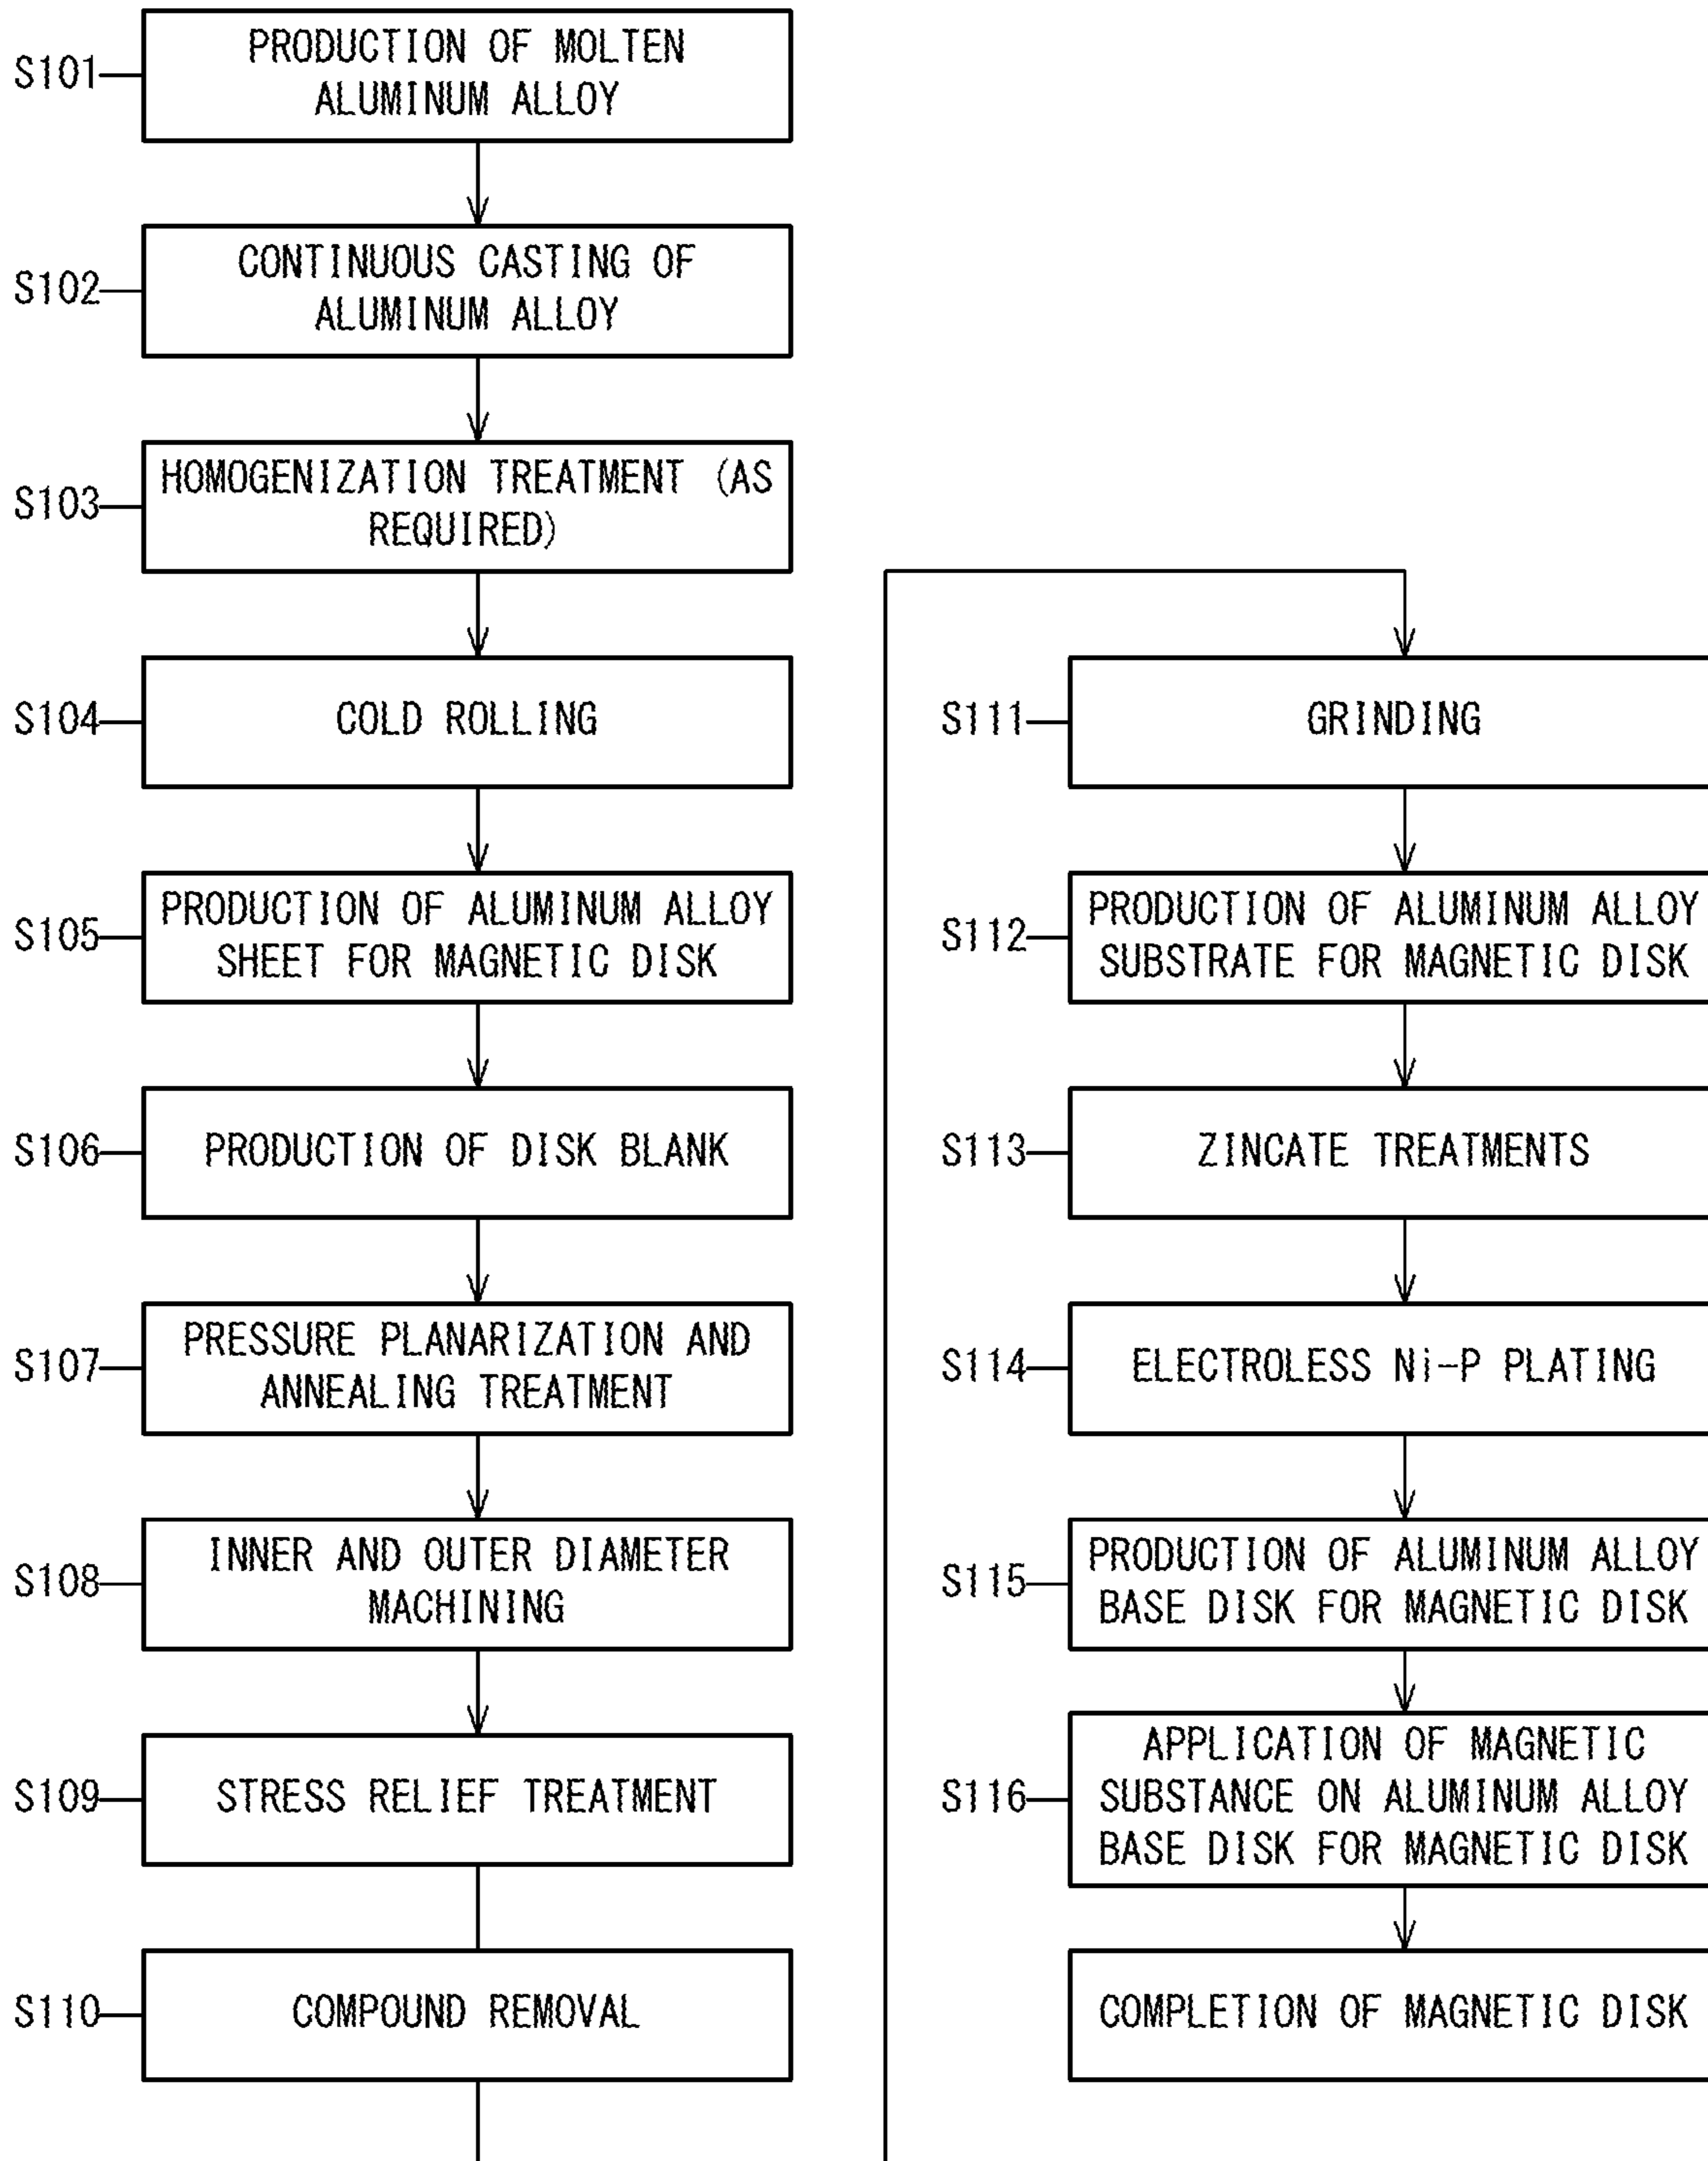 S101
PRODUCTION OF MOLTEN
ALUMINUM ALLOY
S102
CONTINUOUS CASTING OF
ALUMINUM ALLOY
S103
HOMOGENIZATION TREATMENT (AS
REQUIRED)
S104
COLD ROLLING
S105
PRODUCTION OF ALUMINUM ALLOY
SHEET FOR MAGNETIC DISK
S106
PRODUCTION OF DISK BLANK
S107
PRESSURE PLANARIZATION AND
ANNEALING TREATMENT
S108
INNER AND OUTER DIAMETER
MACHINING
S109
STRESS RELIEF TREATMENT
S110
COMPOUND REMOVAL
S111
GRINDING
S112
PRODUCTION OF ALUMINUM ALLOY
SUBSTRATE FOR MAGNETIC DISK
S113
ZINCATE TREATMENTS
S114
ELECTROLESS Ni-P PLATING
S115
PRODUCTION OF ALUMINUM ALLOY
BASE DISK FOR MAGNETIC DISK
S116
APPLICATION OF MAGNETIC
SUBSTANCE ON ALUMINUM ALLOY
BASE DISK FOR MAGNETIC DISK
COMPLETION OF MAGNETIC DISK